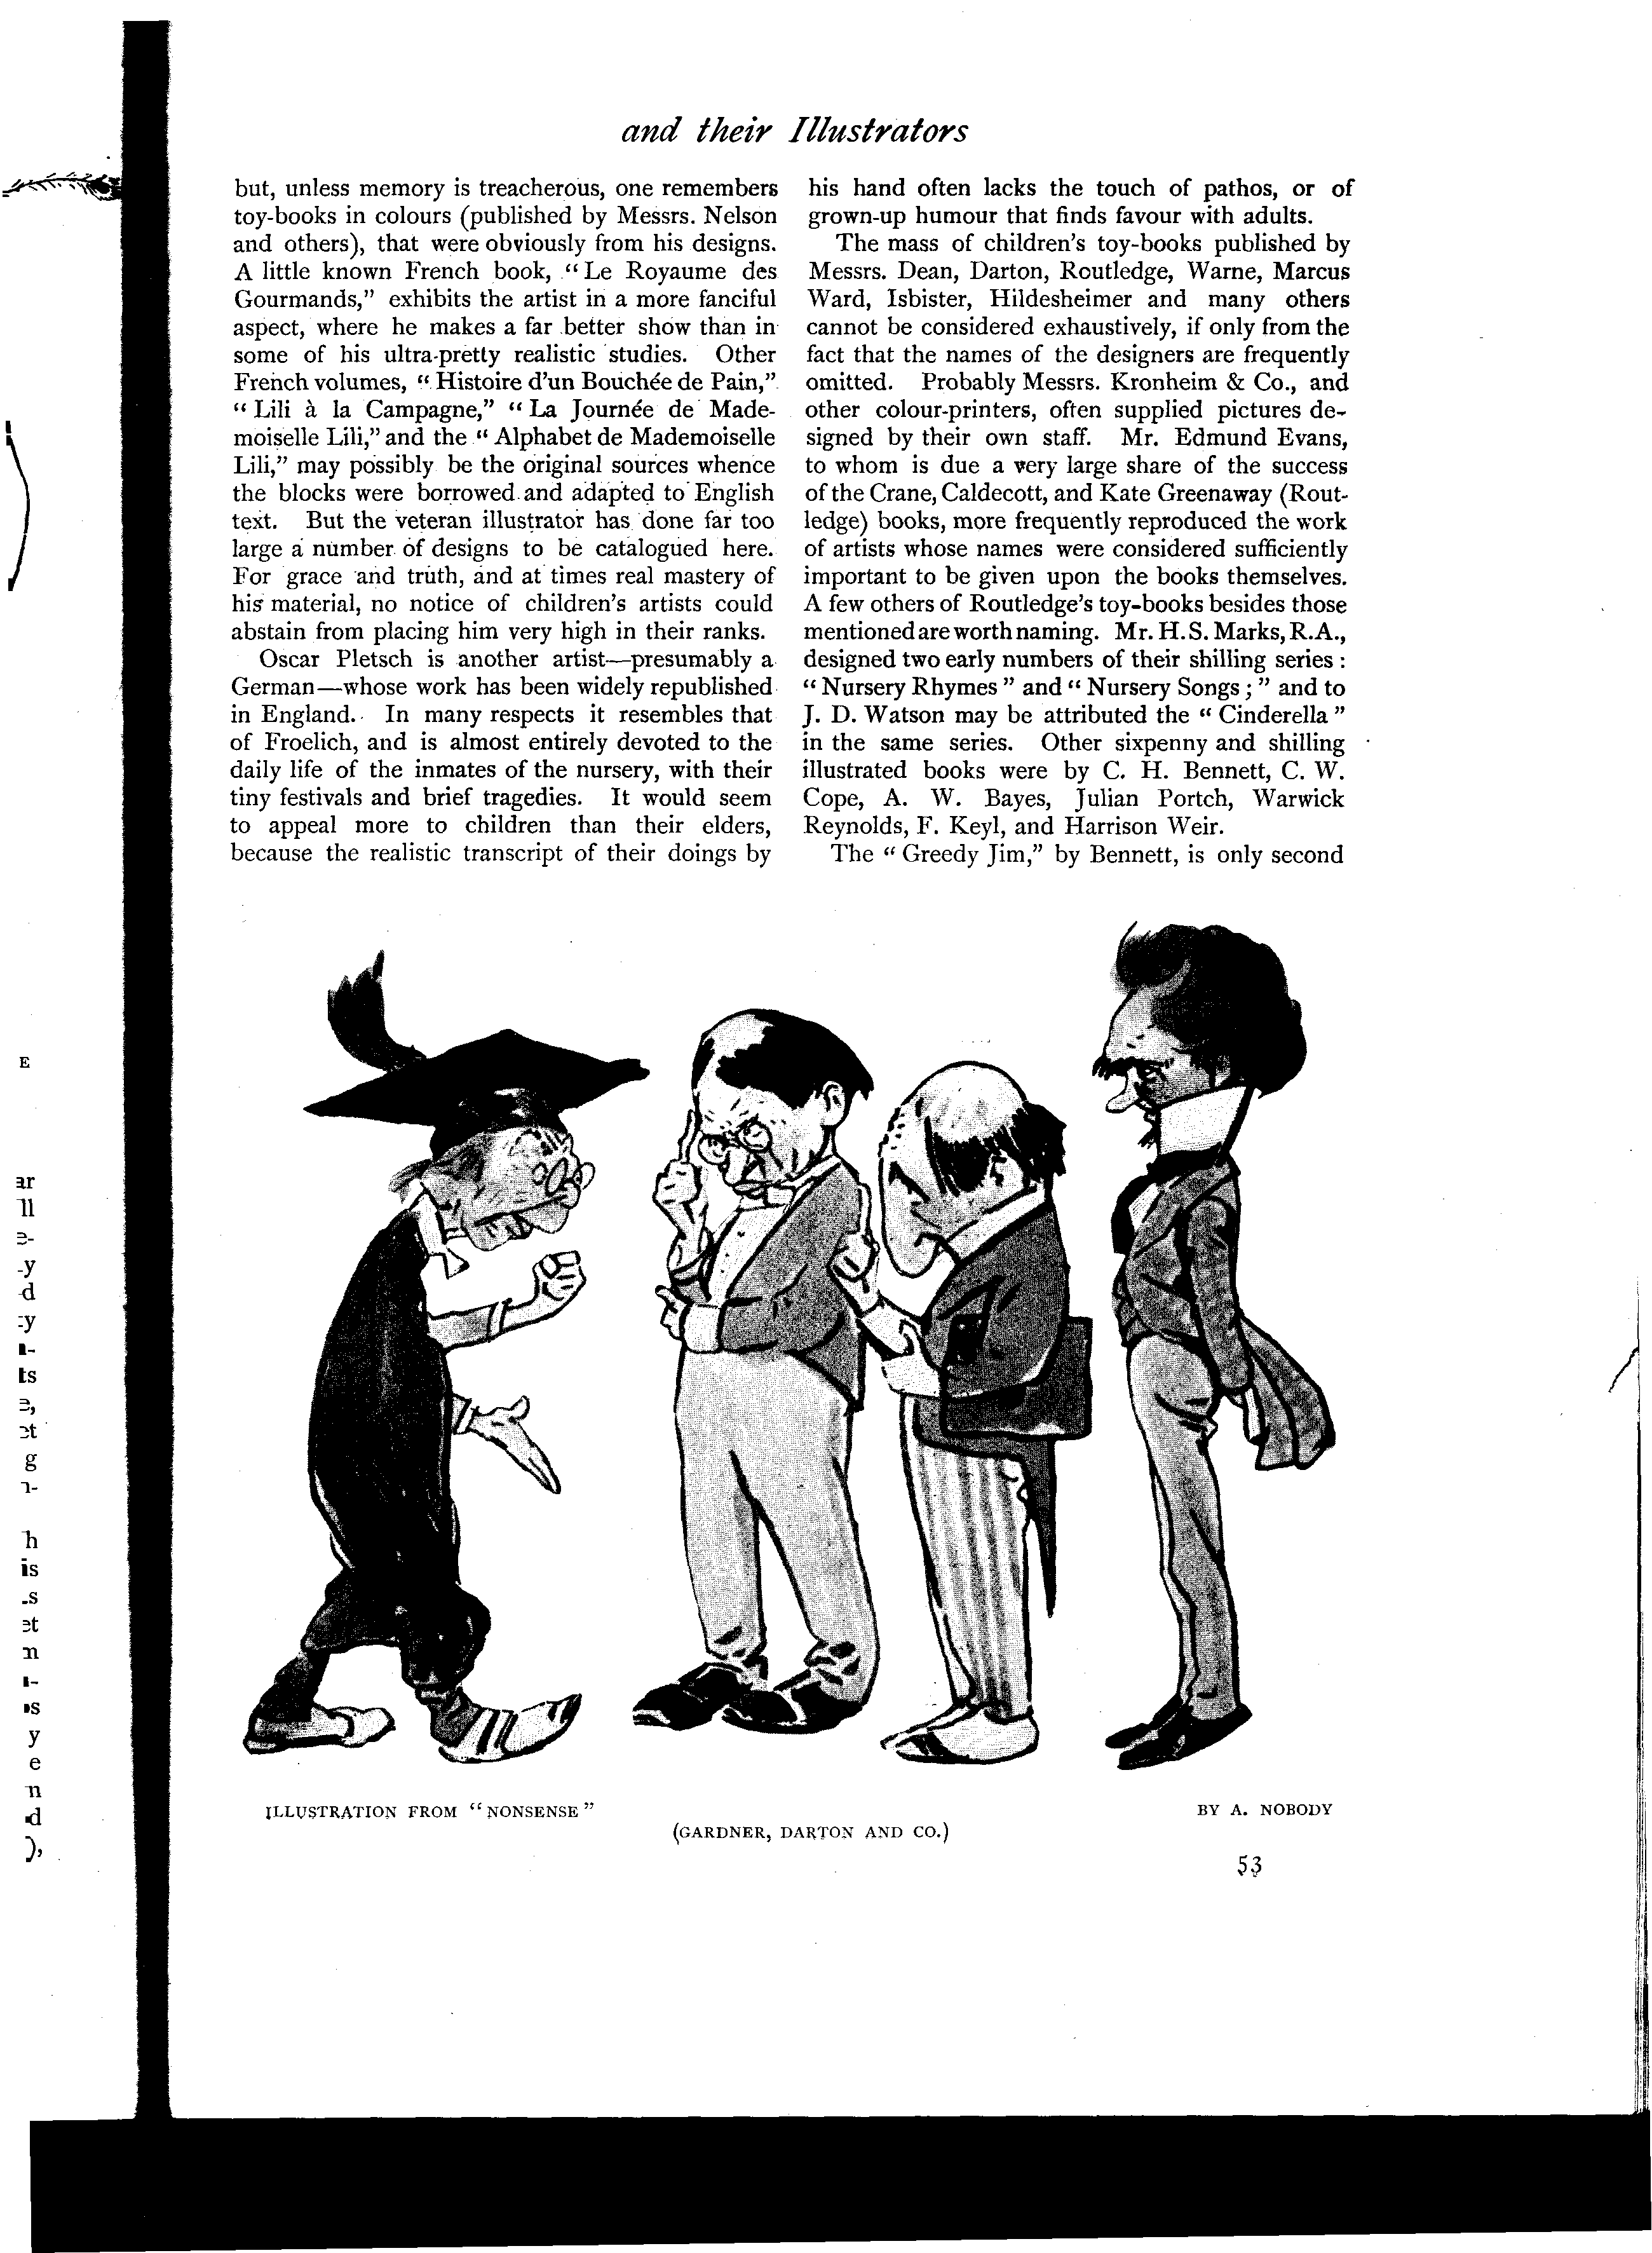 and their Illustrators
but, unless memory is treacherous, one remembers
toy-books in colours (published by Messrs. Nelson
and others), that were obviously from his designs.
A little known French book, “Le Royaume des
Gourmands,” exhibits the artist in a more fanciful
aspect, where he makes a far better show than in
some of his ultra-pretty realistic studies. Other
French volumes, “Histoire d’un Bouchée de Pain,”
“Lili à la Campagne,” “La Journée de Made-
moiselle Lili,” and the “Alphabet de Mademoiselle
Lili,” may possibly be the original sources whence
the blocks were borrowed and adapted to English
text. But the veteran illustrator has done far too
large a number of designs to be catalogued here.
For grace and truth, and at times real mastery of
his material, no notice of children’s artists could
abstain from placing him very high in their ranks.
Oscar Pletsch is another artist—presumably a
German—whose work has been widely republished
in England. In many respects it resembles that
of Froelich, and is almost entirely devoted to the
daily life of the inmates of the nursery, with their
tiny festivals and brief tragedies. It would seem
to appeal more to children than their elders,
because the realistic transcript of their doings by
his hand often lacks the touch of pathos, or of
grown-up humour that finds favour with adults.
The mass of children’s toy-books published by
Messrs. Dean, Darton, Routledge, Warne, Marcus
Ward, Isbister, Hildesheimer and many others
cannot be considered exhaustively, if only from the
fact that the names of the designers are frequently
omitted. Probably Messrs. Kronheim & Co., and
other colour-printers, often supplied pictures de-
signed by their own staff. Mr. Edmund Evans,
to whom is due a very large share of the success
of the Crane, Caldecott, and Kate Greenaway (Rout-
ledge) books, more frequently reproduced the work
of artists whose names were considered sufficiently
important to be given upon the books themselves.
A few others of Routledge’s toy-books besides those
mentioned are worth naming. Mr. H. S. Marks, R.A.,
designed two early numbers of their shilling series:
“Nursery Rhymes” and “Nursery Songs;” and to
J. D. Watson may be attributed the “Cinderella”
in the same series. Other sixpenny and shilling
illustrated books were by C. H. Bennett, C. W.
Cope, A. W. Bayes, Julian Portch, Warwick
Reynolds, F. Keyl, and Harrison Weir.
The “Greedy Jim,” by Bennett, is only second
ILLUSTRATION FROM “NONSENSE”
BY A. NOBODY
(GARDNER, DARTON AND CO.)
53